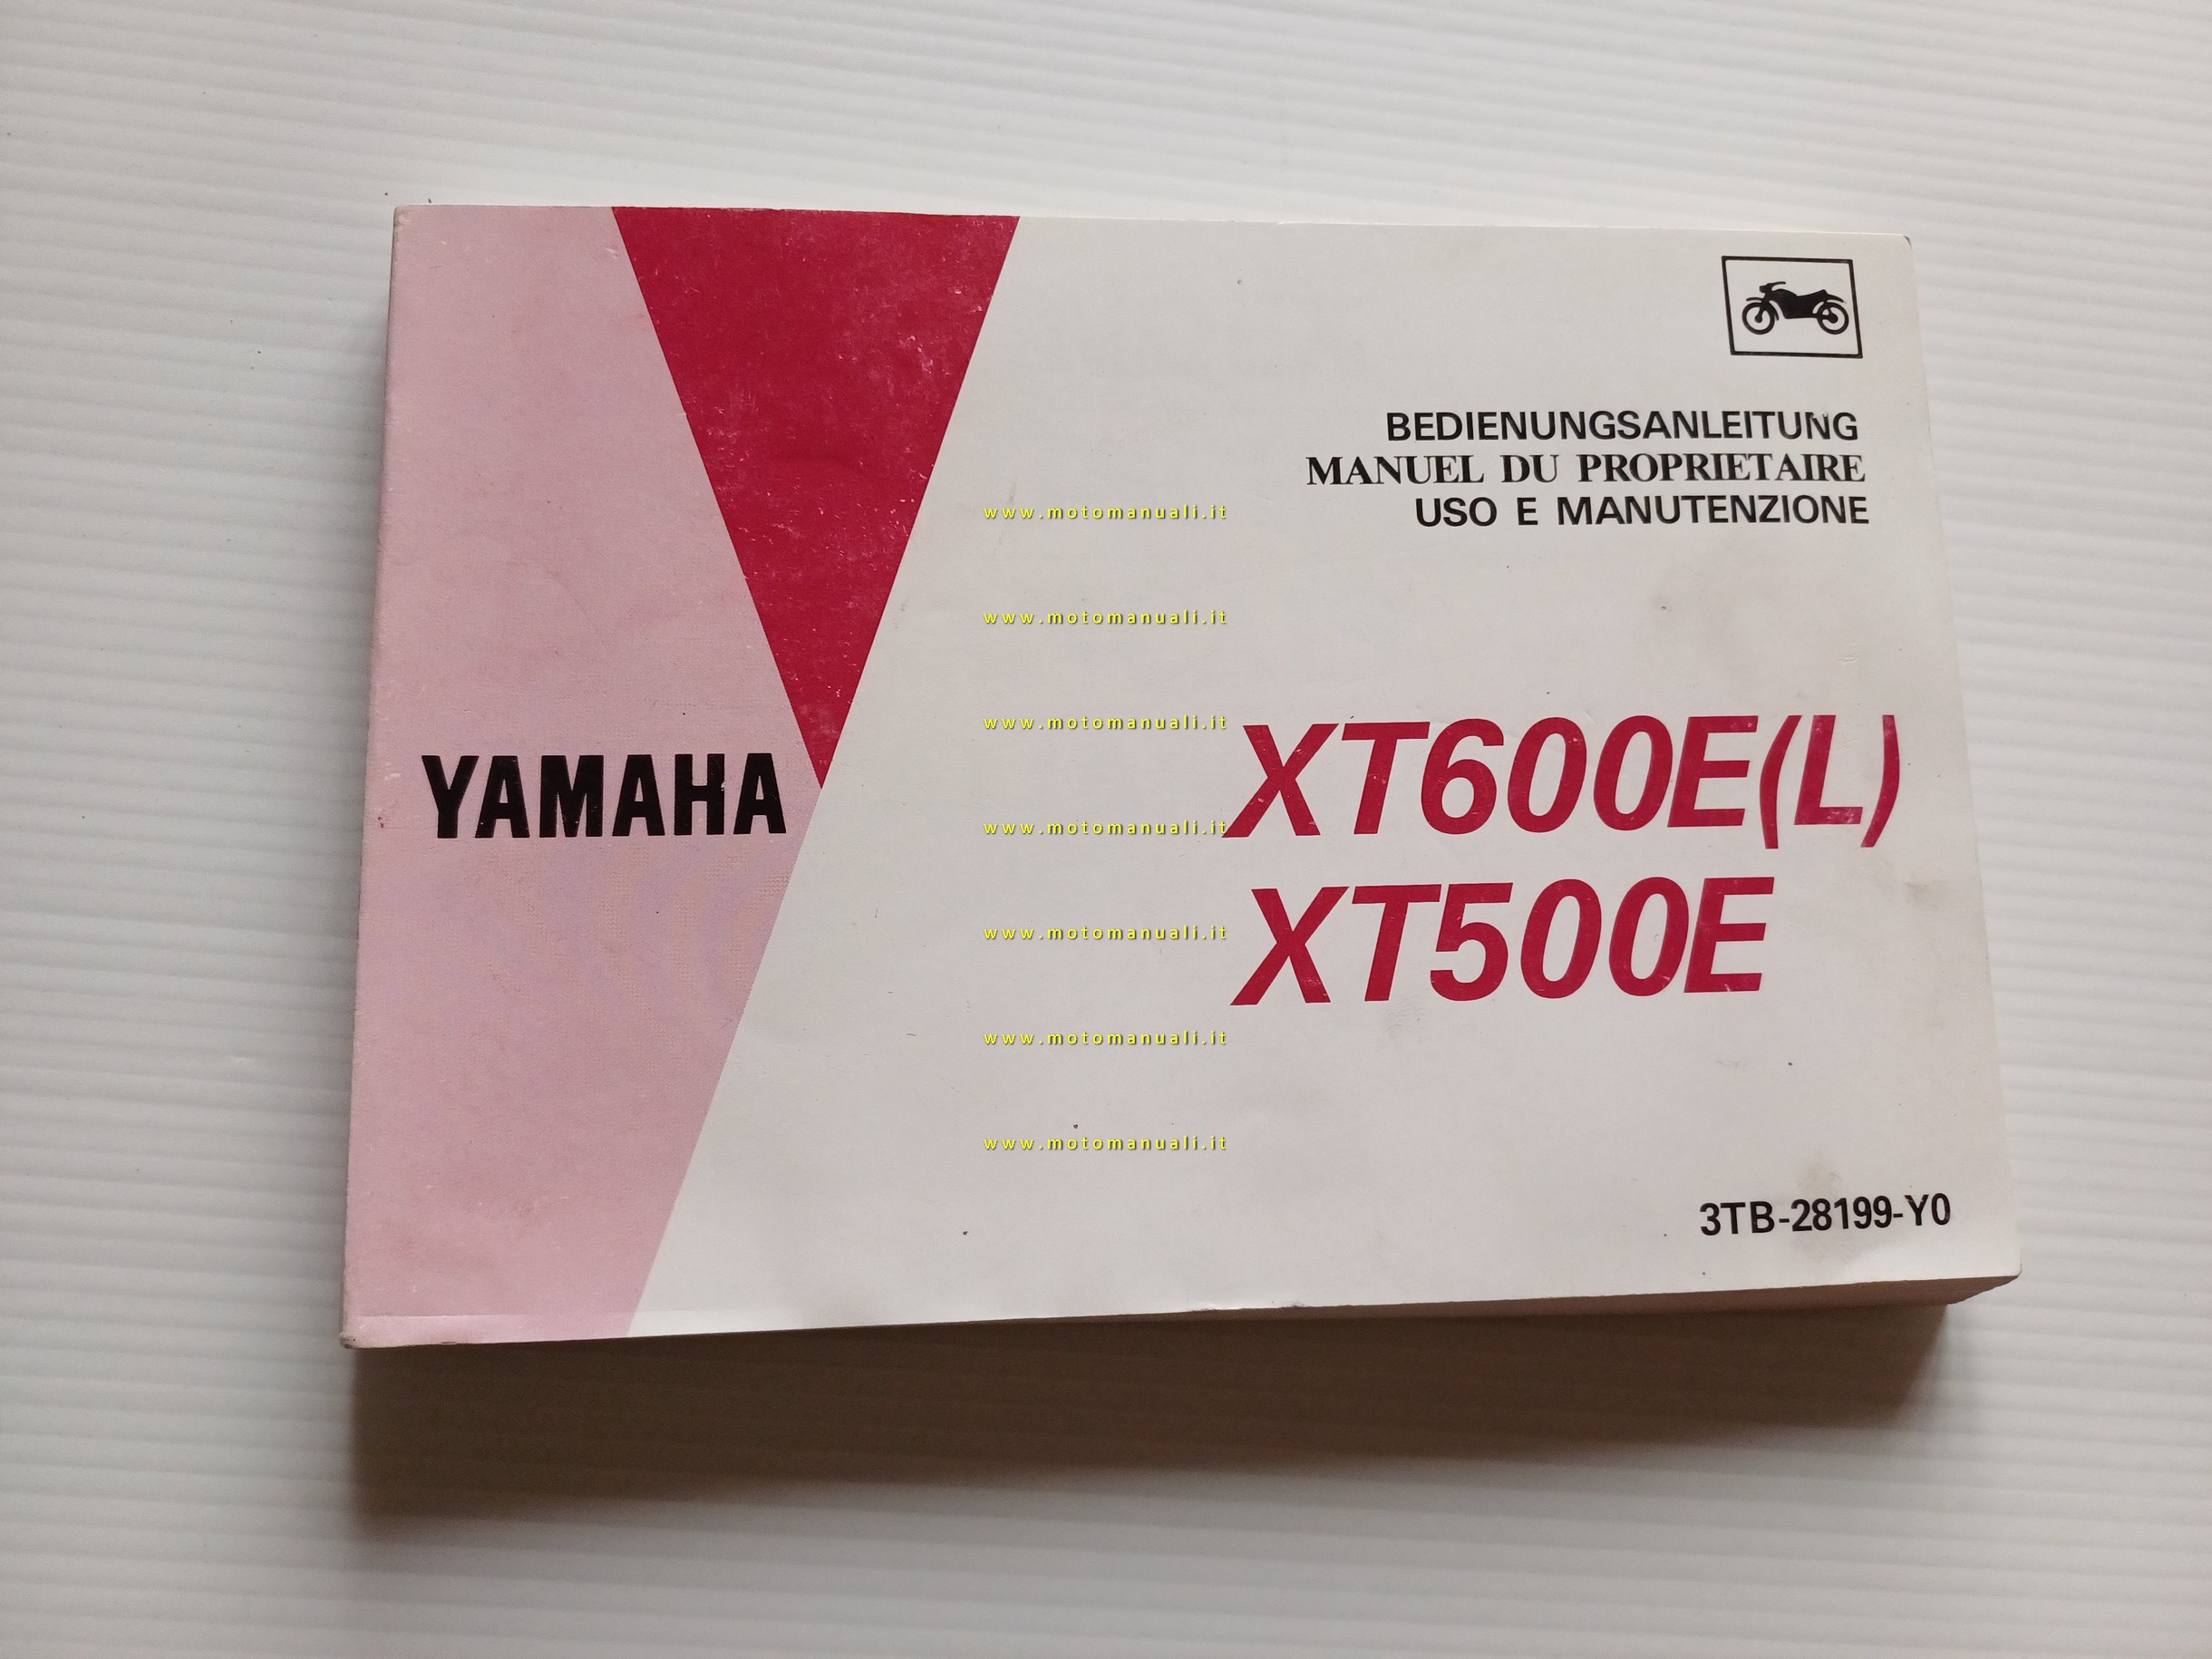 BEDIENUNGSANLEITUNG
MANUEL DU PROPRIETAIRE
USO E MANUTENZIONE
www.motomanuali.it
www.motomanuali.it
www.motomanuali.it
XT600E(L)
YAMAHA
www.motomanuali.it
XT500E
www.motomanuali.it
www.motomanuali.it
www.motomanuali.it
3TB-28199-Y0